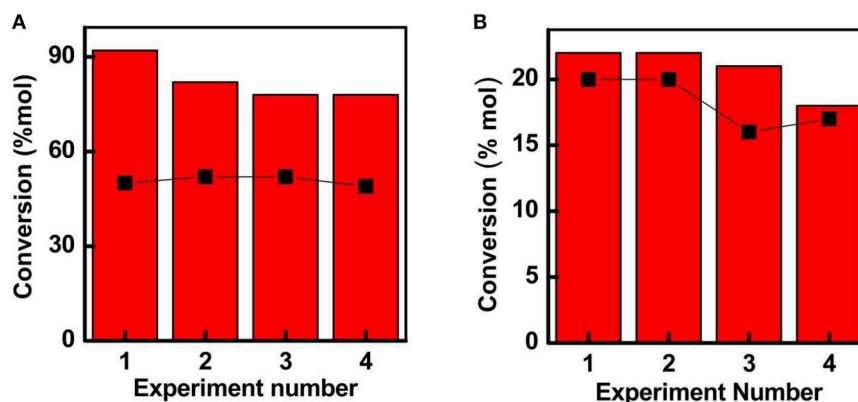 A
Conversion (%mol)
90
60
30
0
1 2 3 4
Experiment number
B
Conversion (% mol)
20
15
10
5
0
1 2 3 4
Experiment Number